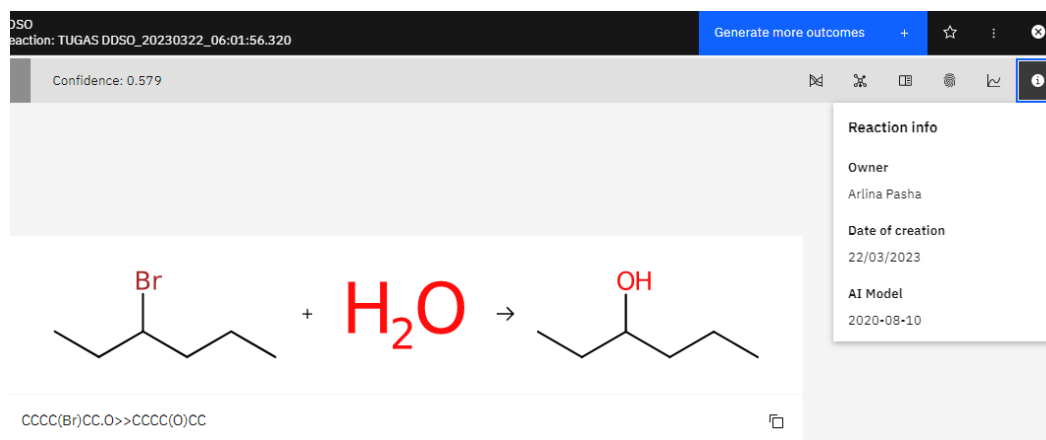 DSO
eaction: TUGAS DDSO_20230322_06:01:56.320
Generate more outcomes +
Confidence: 0.579
Reaction info
Owner
Arlina Pasha
Date of creation
22/03/2023
AI Model
2020-08-10
Br
+
H₂O
→
OH
CCCC(Br)CC.O>>CCCC(O)CC